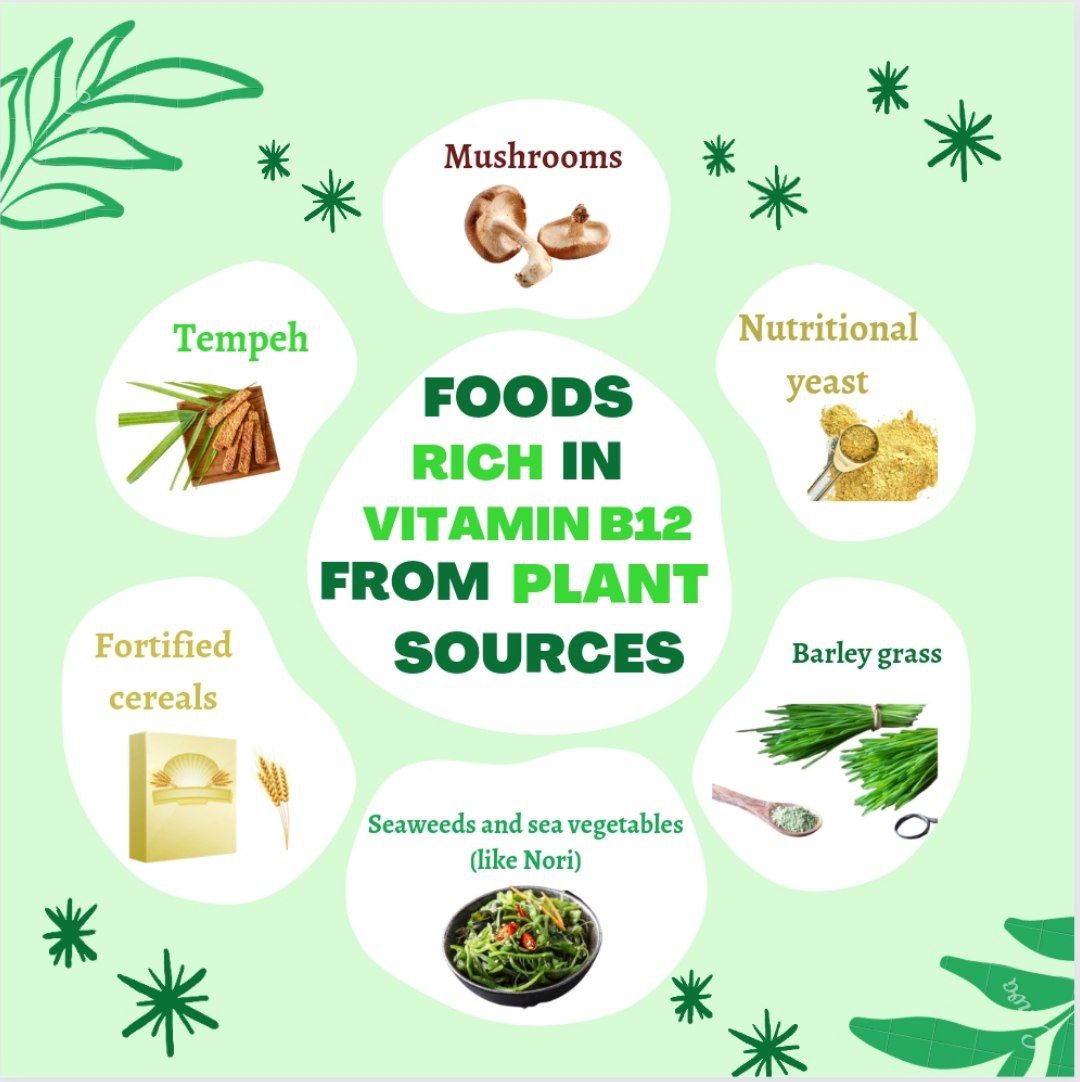 Mushrooms
Tempeh
Nutritional
yeast
FOODS
RICH IN
VITAMIN B12
FROM PLANT
SOURCES
Fortified
cereals
Barley grass
Seaweeds and sea vegetables
(like Nori)